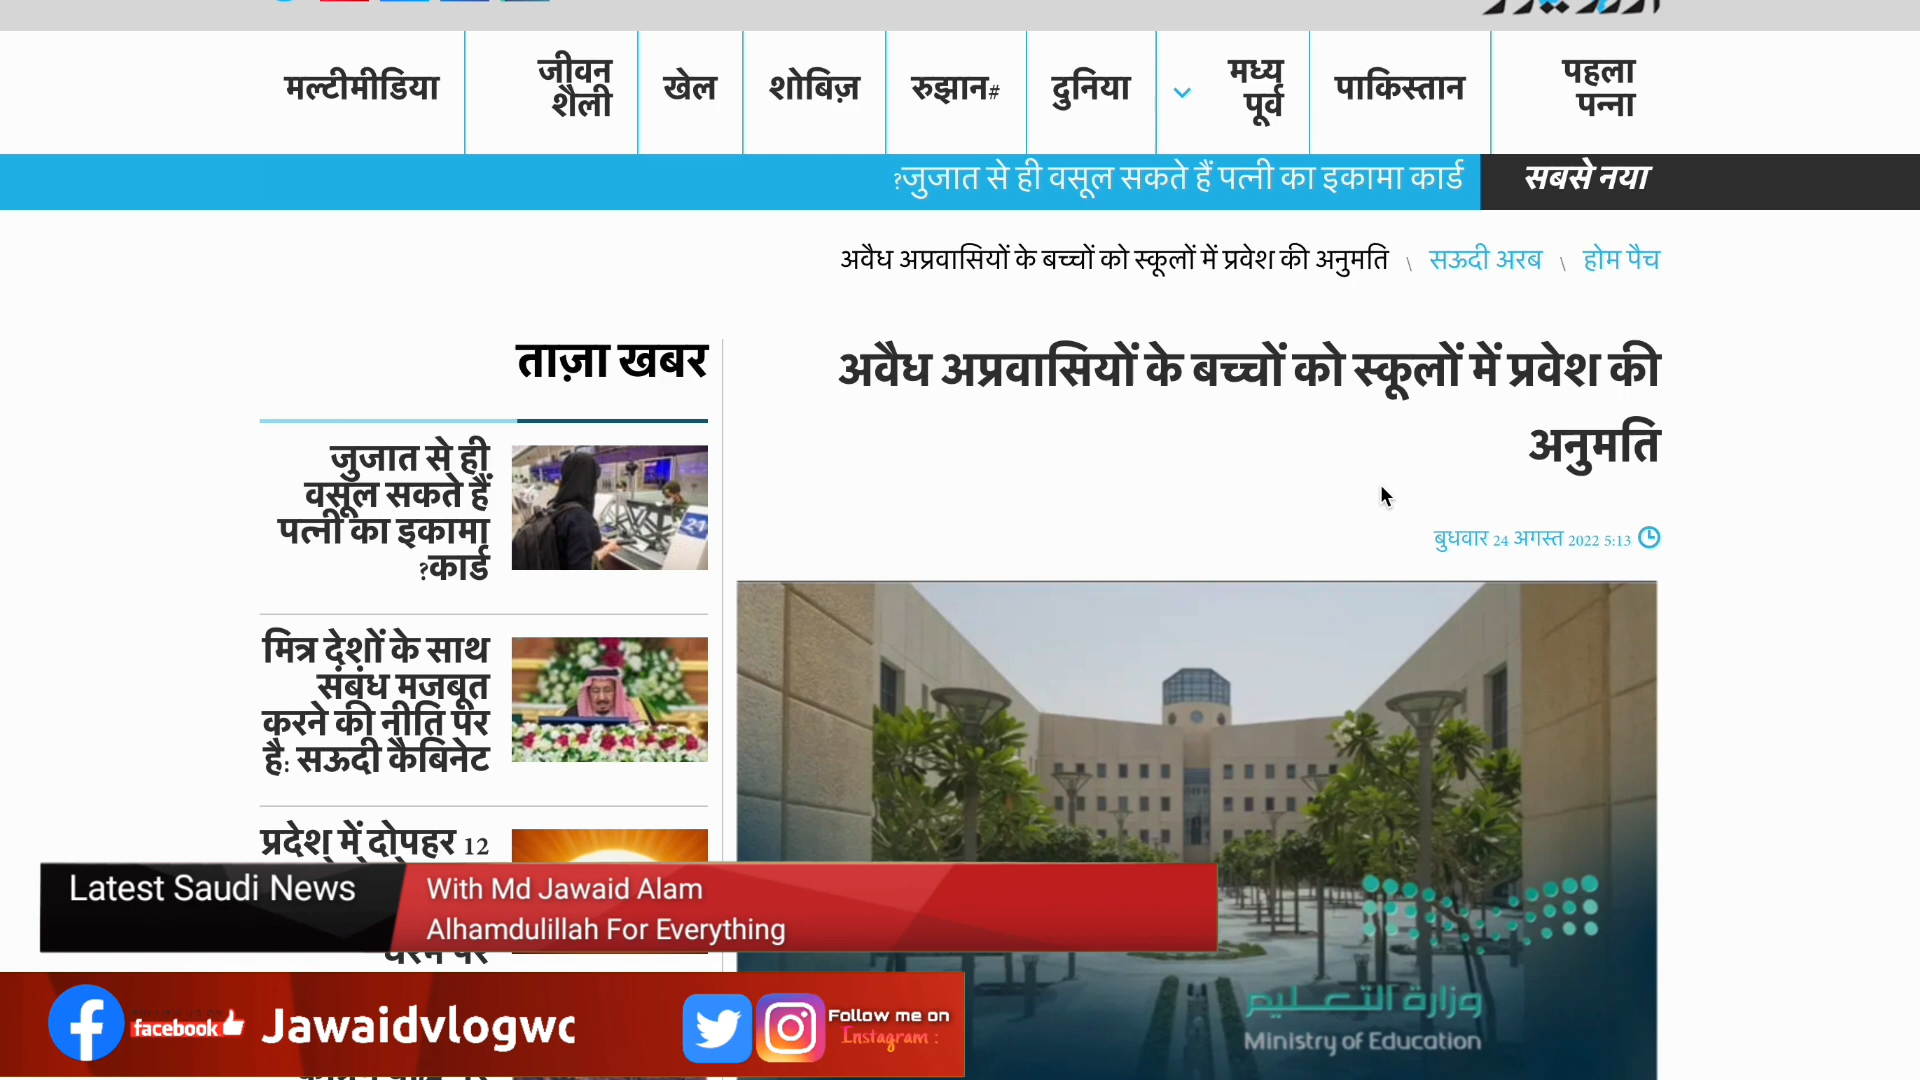 मल्टीमीडिया
जीवन
शैली
खेल
शोबिज़
रुझान#
दुनिया
मध्य
पूर्व
पाकिस्तान
पहला
पन्ना
?जुजात से ही वसूल सकते हैं पत्नी का इकामा कार्ड
सबसे नया
अवैध अप्रवासियों के बच्चों को स्कूलों में प्रवेश की अनुमति \ सऊदी अरब \ होम पैच
ताज़ा खबर
जुजात से ही
वसूल सकते हैं
पत्नी का इकामा
?कार्ड
मित्र देशों के साथ
संबंध मजबूत
करने की नीति पर
है: सऊदी कैबिनेट
प्रदेश में दोपहर 12
अवैध अप्रवासियों के बच्चों को स्कूलों में प्रवेश की
अनुमति
बुधवार 24 अगस्त 2022 5:13
وزارة التعليم
Ministry of Education
Latest Saudi News
With Md Jawaid Alam
Alhamdulillah For Everything
facebook
Jawaidvlogwc
Follow me on
Instagram :